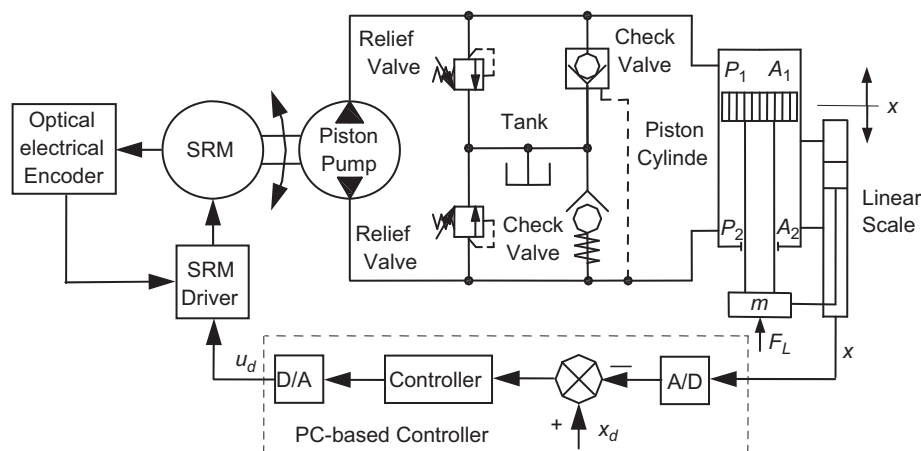 Relief
Valve
Check
Valve
P1 A1
x
Optical
electrical
Encoder
SRM
Piston
Pump
Tank
Piston
Cylinde
Linear
Scale
Relief
Valve
Check
Valve
P2 A2
SRM
Driver
m
FL
x
ud
D/A
Controller
–
A/D
+
xd
PC-based Controller